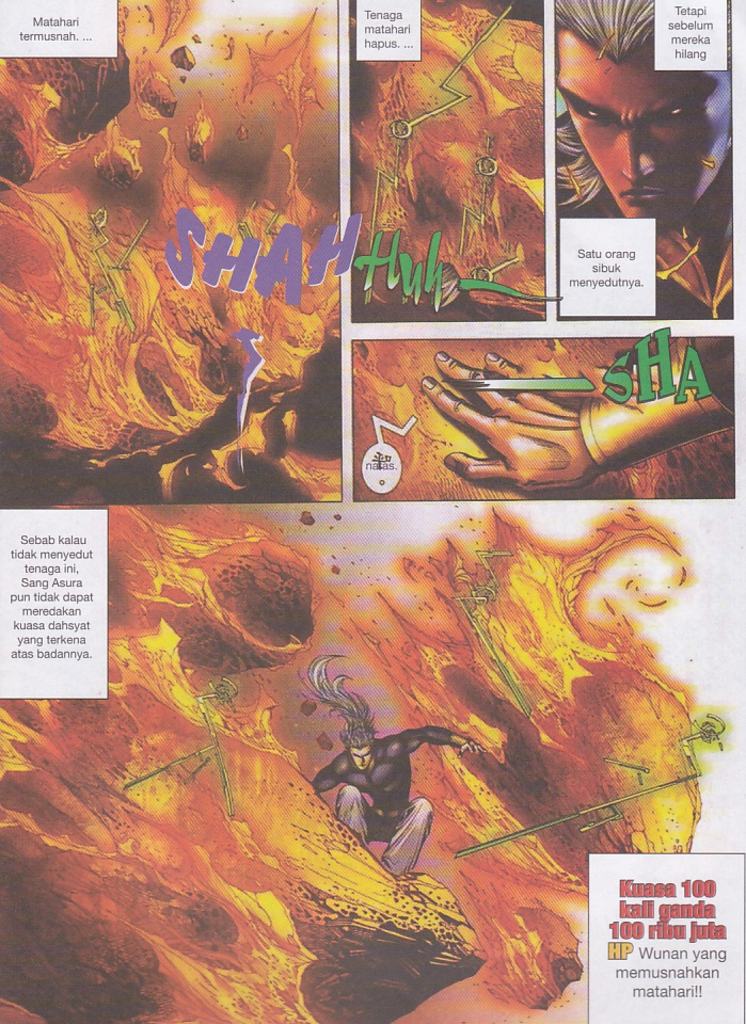 Matahari
termusnah. ...
Tenaga
matahari
hapus. ...
Tetapi
sebelum
mereka
hilang
Satu orang
sibuk
menyedutnya.
SHAH
Huh
SHA
natas.
Sebab kalau
tidak menyedut
tenaga ini,
Sang Asura
pun tidak dapat
meredakan
kuasa dahsyat
yang terkena
atas badannya.
Kuasa 100
kali ganda
100 ribu juta
HP Wunan yang
memusnahkan
matahari!!